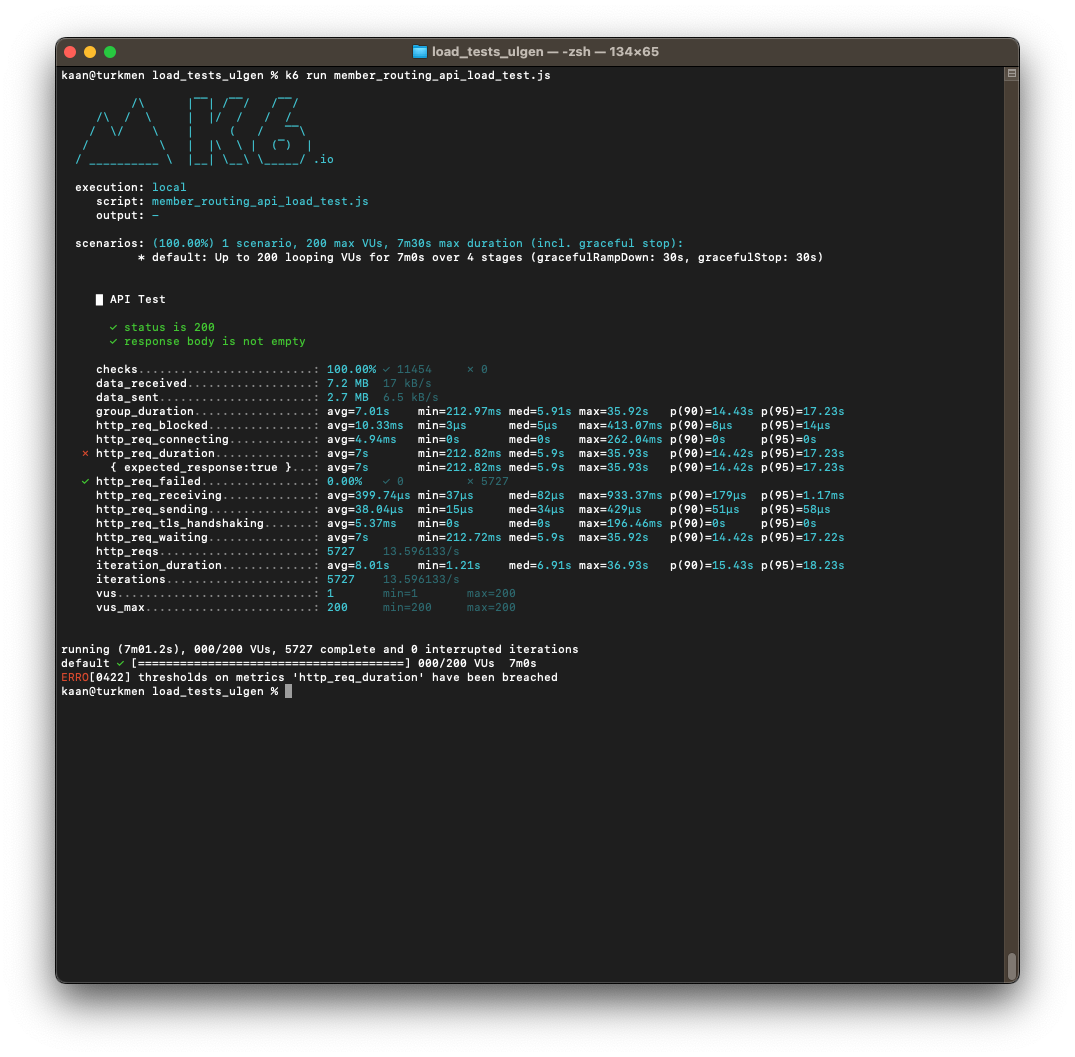 load_tests_ulgen — -zsh — 134×65
kaan@turkmen load_tests_ulgen % k6 run member_routing_api_load_test.js
          /\      |‾‾| /‾‾/   /‾‾/
     /\  /  \     |  |/  /   /  /
    /  \/    \    |     (   /   ‾‾\
   /          \   |  |\  \ |  (‾)  |
  / __________ \  |__| \__\ \_____/ .io
execution: local
script: member_routing_api_load_test.js
output: -
scenarios: (100.00%) 1 scenario, 200 max VUs, 7m30s max duration (incl. graceful stop):
* default: Up to 200 looping VUs for 7m0s over 4 stages (gracefulRampDown: 30s, gracefulStop: 30s)
█ API Test
✓ status is 200
✓ response body is not empty
checks.........................: 100.00% ✓ 11454     ✗ 0
data_received..................: 7.2 MB  17 kB/s
data_sent......................: 2.7 MB  6.5 kB/s
group_duration.................: avg=7.01s    min=212.97ms med=5.91s max=35.92s   p(90)=14.43s p(95)=17.23s
http_req_blocked...............: avg=10.33ms  min=3µs      med=5µs   max=413.07ms p(90)=8µs    p(95)=14µs
http_req_connecting............: avg=4.94ms   min=0s       med=0s    max=262.04ms p(90)=0s     p(95)=0s
✗ http_req_duration..............: avg=7s       min=212.82ms med=5.9s  max=35.93s   p(90)=14.42s p(95)=17.23s
{ expected_response:true }...: avg=7s       min=212.82ms med=5.9s  max=35.93s   p(90)=14.42s p(95)=17.23s
✓ http_req_failed................: 0.00%   ✓ 0         ✗ 5727
http_req_receiving.............: avg=399.74µs min=37µs     med=82µs  max=933.37ms p(90)=179µs  p(95)=1.17ms
http_req_sending...............: avg=38.04µs  min=15µs     med=34µs  max=429µs    p(90)=51µs   p(95)=58µs
http_req_tls_handshaking.......: avg=5.37ms   min=0s       med=0s    max=196.46ms p(90)=0s     p(95)=0s
http_req_waiting...............: avg=7s       min=212.72ms med=5.9s  max=35.92s   p(90)=14.42s p(95)=17.22s
http_reqs......................: 5727    13.596133/s
iteration_duration.............: avg=8.01s    min=1.21s    med=6.91s max=36.93s   p(90)=15.43s p(95)=18.23s
iterations.....................: 5727    13.596133/s
vus............................: 1       min=1       max=200
vus_max........................: 200     min=200     max=200
running (7m01.2s), 000/200 VUs, 5727 complete and 0 interrupted iterations
default ✓ [======================================] 000/200 VUs  7m0s
ERRO[0422] thresholds on metrics 'http_req_duration' have been breached
kaan@turkmen load_tests_ulgen %